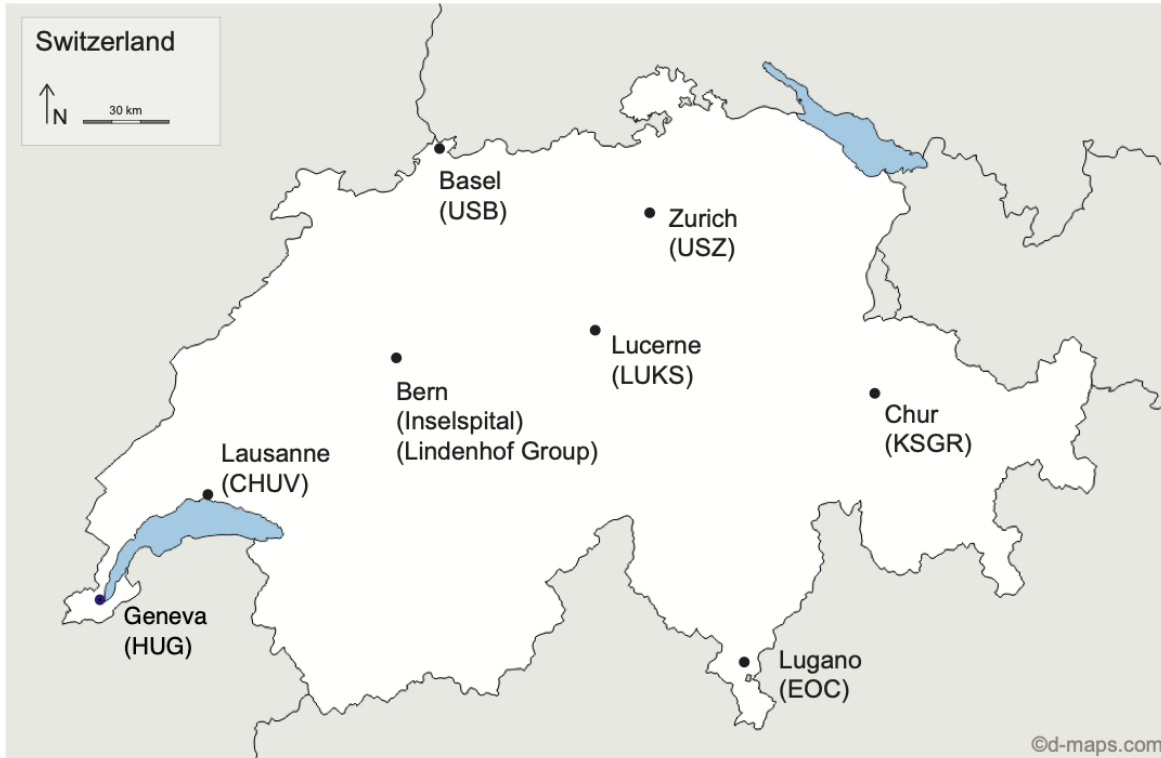 Switzerland
N
30 km
Basel
(USB)
Zurich
(USZ)
Lucerne
(LUKS)
Bern
(Inselspital)
(Lindenhof Group)
Chur
(KSGR)
Lausanne
(CHUV)
Geneva
(HUG)
Lugano
(EOC)
©d-maps.com